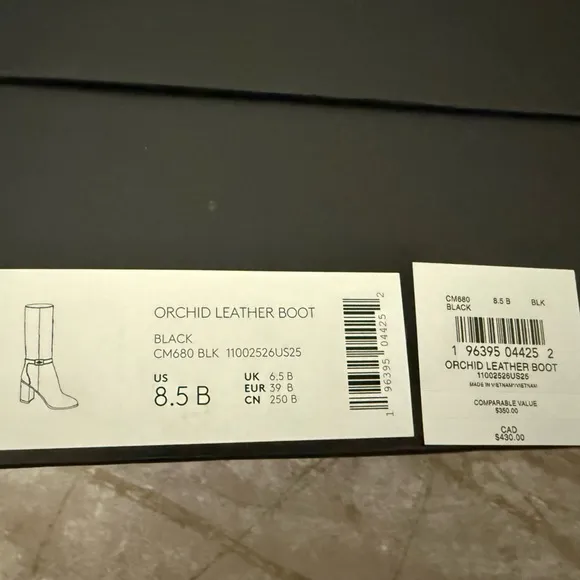 ORCHID LEATHER BOOT
BLACK
CM680 BLK 11002526US25
US
8.5 B
UK 6.5 B
EUR 39 B
CN 250 B
1 96395 04425 2
CM680 8.5 B BLK
BLACK
1 96395 04425 2
ORCHID LEATHER BOOT
11002526US25
MADE IN VIETNAM/VIETNAM
COMPARABLE VALUE
$350.00
CAD
$430.00